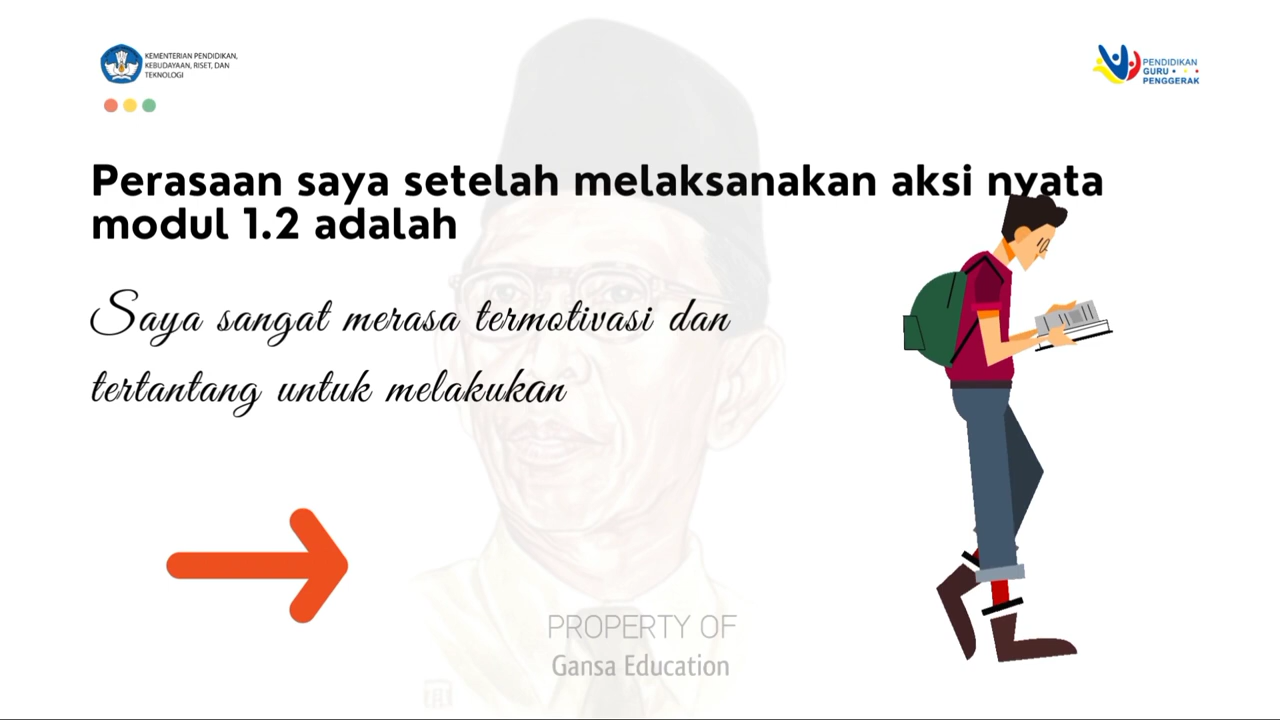 KEMENTERIAN PENDIDIKAN,
KEBUDAYAAN, RISET, DAN
TEKNOLOGI
PENDIDIKAN
GURU
PENGGERAK
Perasaan saya setelah melaksanakan aksi nyata
modul 1.2 adalah
Saya sangat merasa termotivasi dan
tertantang untuk melakukan
PROPERTY OF
Gansa Education